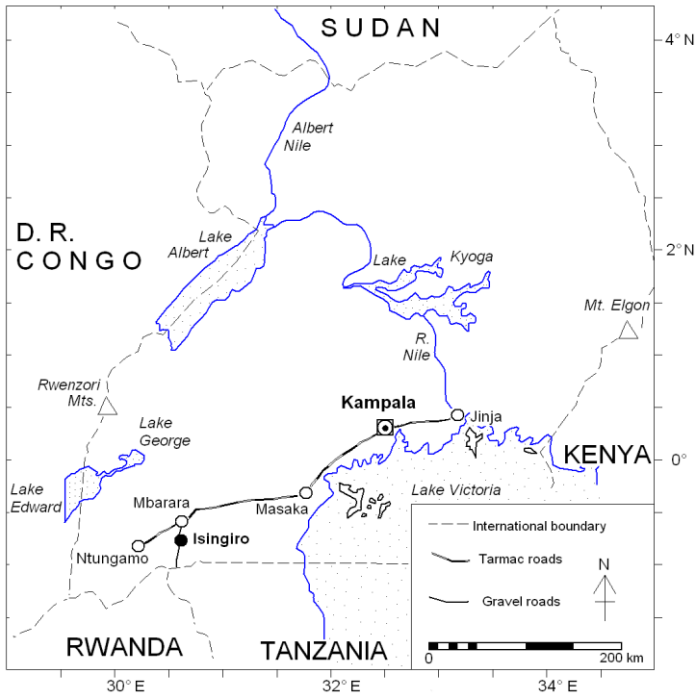 SUDAN
4° N
Albert
Nile
D. R.
CONGO
Lake
Albert
Lake
Kyoga
2° N
Mt. Elgon
R.
Nile
Rwenzori
Mts.
Kampala
Jinja
Lake
George
KENYA
0°
Lake
Edward
Mbarara
Masaka
Lake Victoria
Isingiro
Ntungamo
International boundary
Tarmac roads
N
Gravel roads
RWANDA
TANZANIA
0
200 km
30° E
32° E
34° E